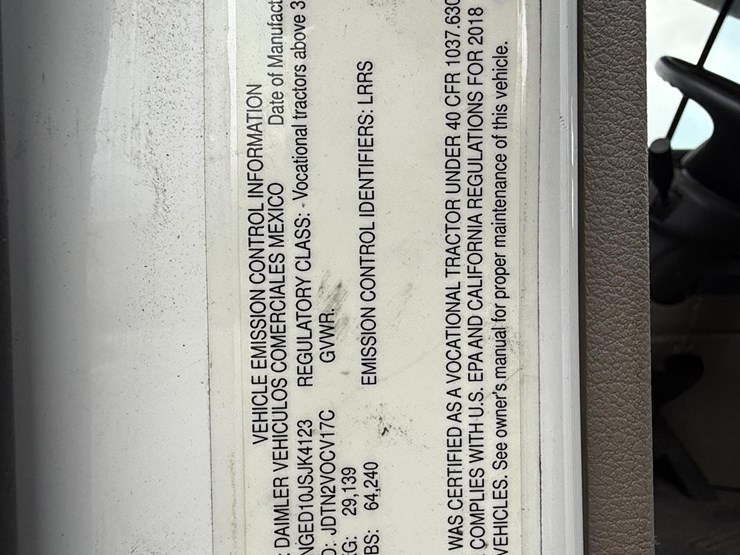 VEHICLE EMISSION CONTROL INFORMATION
: DAIMLER VEHICULOS COMERCIALES MEXICO Date of Manufact
NGED10JSJK4123 REGULATORY CLASS: - Vocational tractors above 3
D: JDTN2VOCV17C GVWR.
G: 29,139
BS: 64,240 EMISSION CONTROL IDENTIFIERS: LRRS
WAS CERTIFIED AS A VOCATIONAL TRACTOR UNDER 40 CFR 1037.630
COMPLIES WITH U.S. EPA AND CALIFORNIA REGULATIONS FOR 2018
VEHICLES. See owner's manual for proper maintenance of this vehicle.